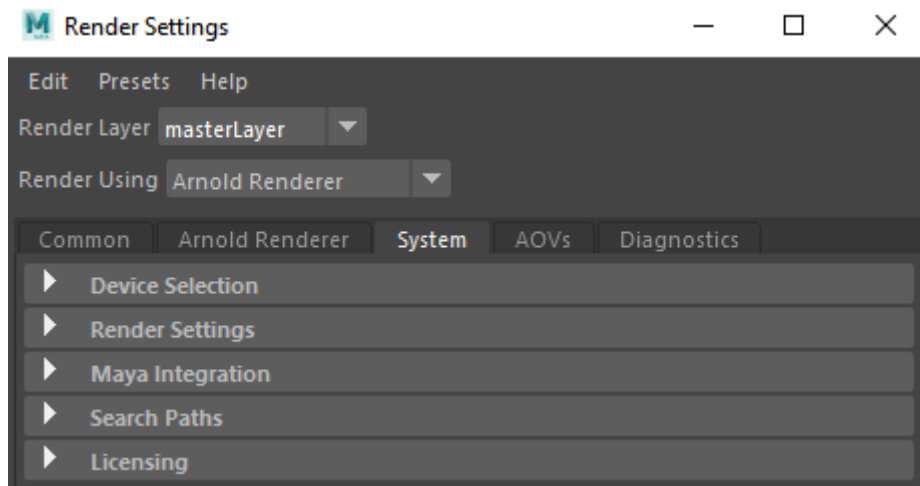 Render Settings
Edit Presets Help
Render Layer masterLayer
Render Using Arnold Renderer
Common Arnold Renderer System AOVs Diagnostics
Device Selection
Render Settings
Maya Integration
Search Paths
Licensing